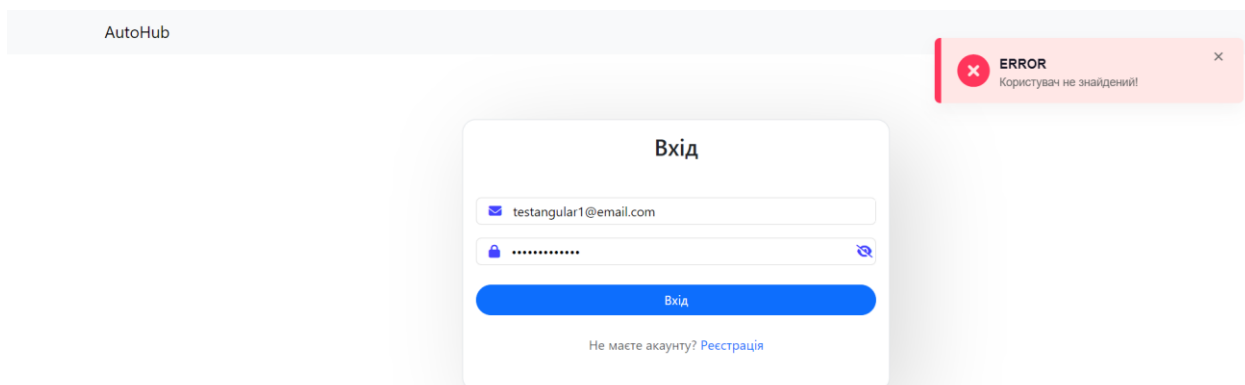 AutoHub
ERROR
Користувач не знайдений!
Вхід
testangular1@email.com
•••••••••••••
Вхід
Не маєте акаунту? Реєстрація